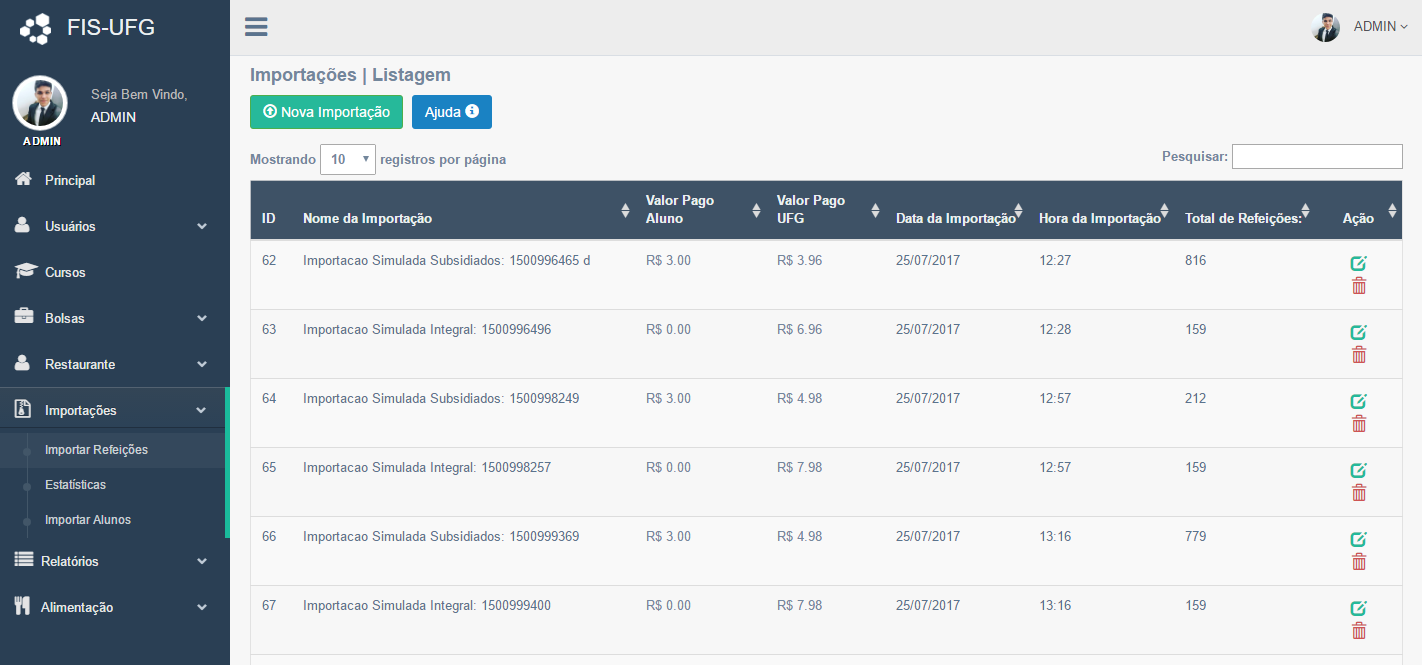 FIS-UFG
Seja Bem Vindo,
ADMIN
ADMIN
Principal
Usuários
Cursos
Bolsas
Restaurante
Importações
Importar Refeições
Estatísticas
Importar Alunos
Relatórios
Alimentação
ADMIN
Importações | Listagem
Nova Importação Ajuda
Mostrando 10 registros por página
Pesquisar:
ID Nome da Importação Valor Pago Aluno Valor Pago UFG Data da Importação Hora da Importação Total de Refeições: Ação
62 Importacao Simulada Subsidiados: 1500996465 d R$ 3.00 R$ 3.96 25/07/2017 12:27 816
63 Importacao Simulada Integral: 1500996496 R$ 0.00 R$ 6.96 25/07/2017 12:28 159
64 Importacao Simulada Subsidiados: 1500998249 R$ 3.00 R$ 4.98 25/07/2017 12:57 212
65 Importacao Simulada Integral: 1500998257 R$ 0.00 R$ 7.98 25/07/2017 12:57 159
66 Importacao Simulada Subsidiados: 1500999369 R$ 3.00 R$ 4.98 25/07/2017 13:16 779
67 Importacao Simulada Integral: 1500999400 R$ 0.00 R$ 7.98 25/07/2017 13:16 159